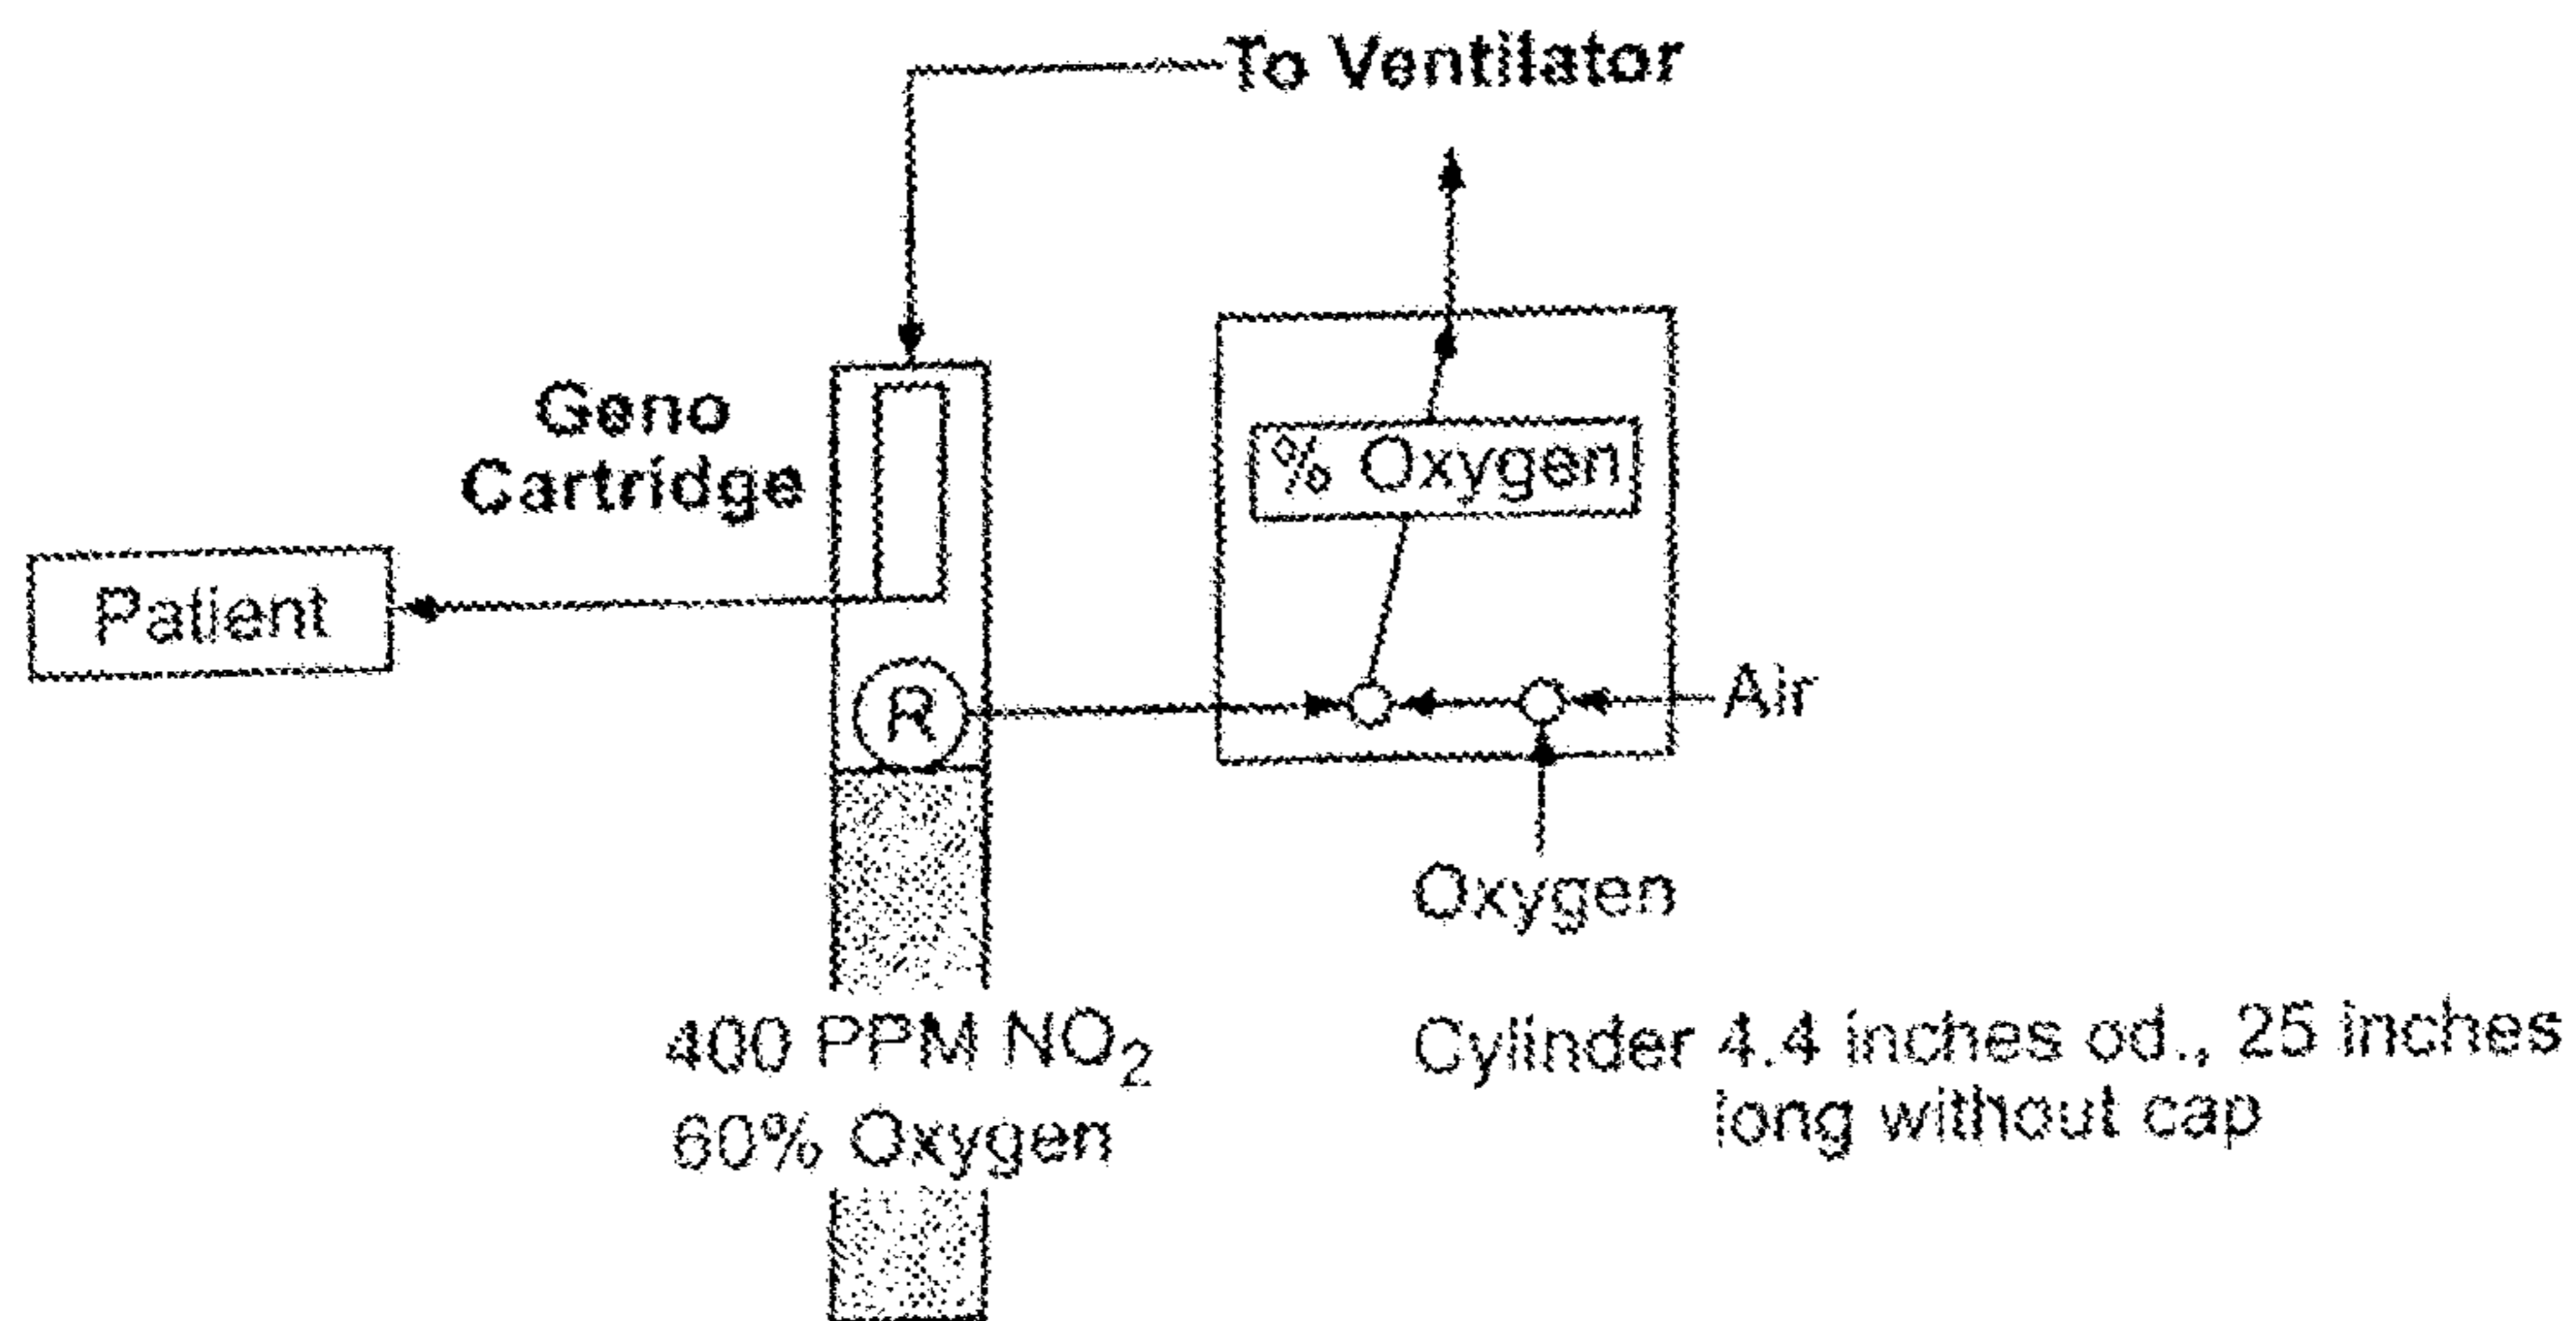 To Ventilator
Geno
Cartridge
% Oxygen
Patient
R
Air
Oxygen
400 PPM NO₂
60% Oxygen
Cylinder 4.4 inches od., 25 inches
long without cap